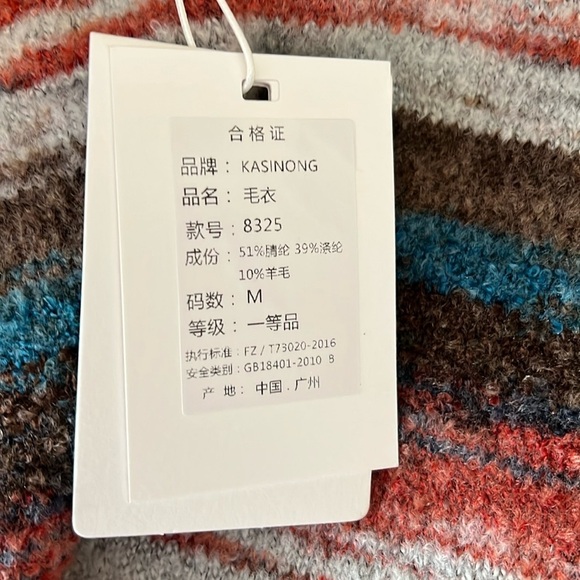 合格证
品牌： KASINONG
品名： 毛衣
款号：8325
成份：51%腈纶 39%涤纶
10%羊毛
码数： M
等级： 一等品
执行标准：FZ / T73020-2016
安全类别：GB18401-2010 B
产 地： 中国 . 广州